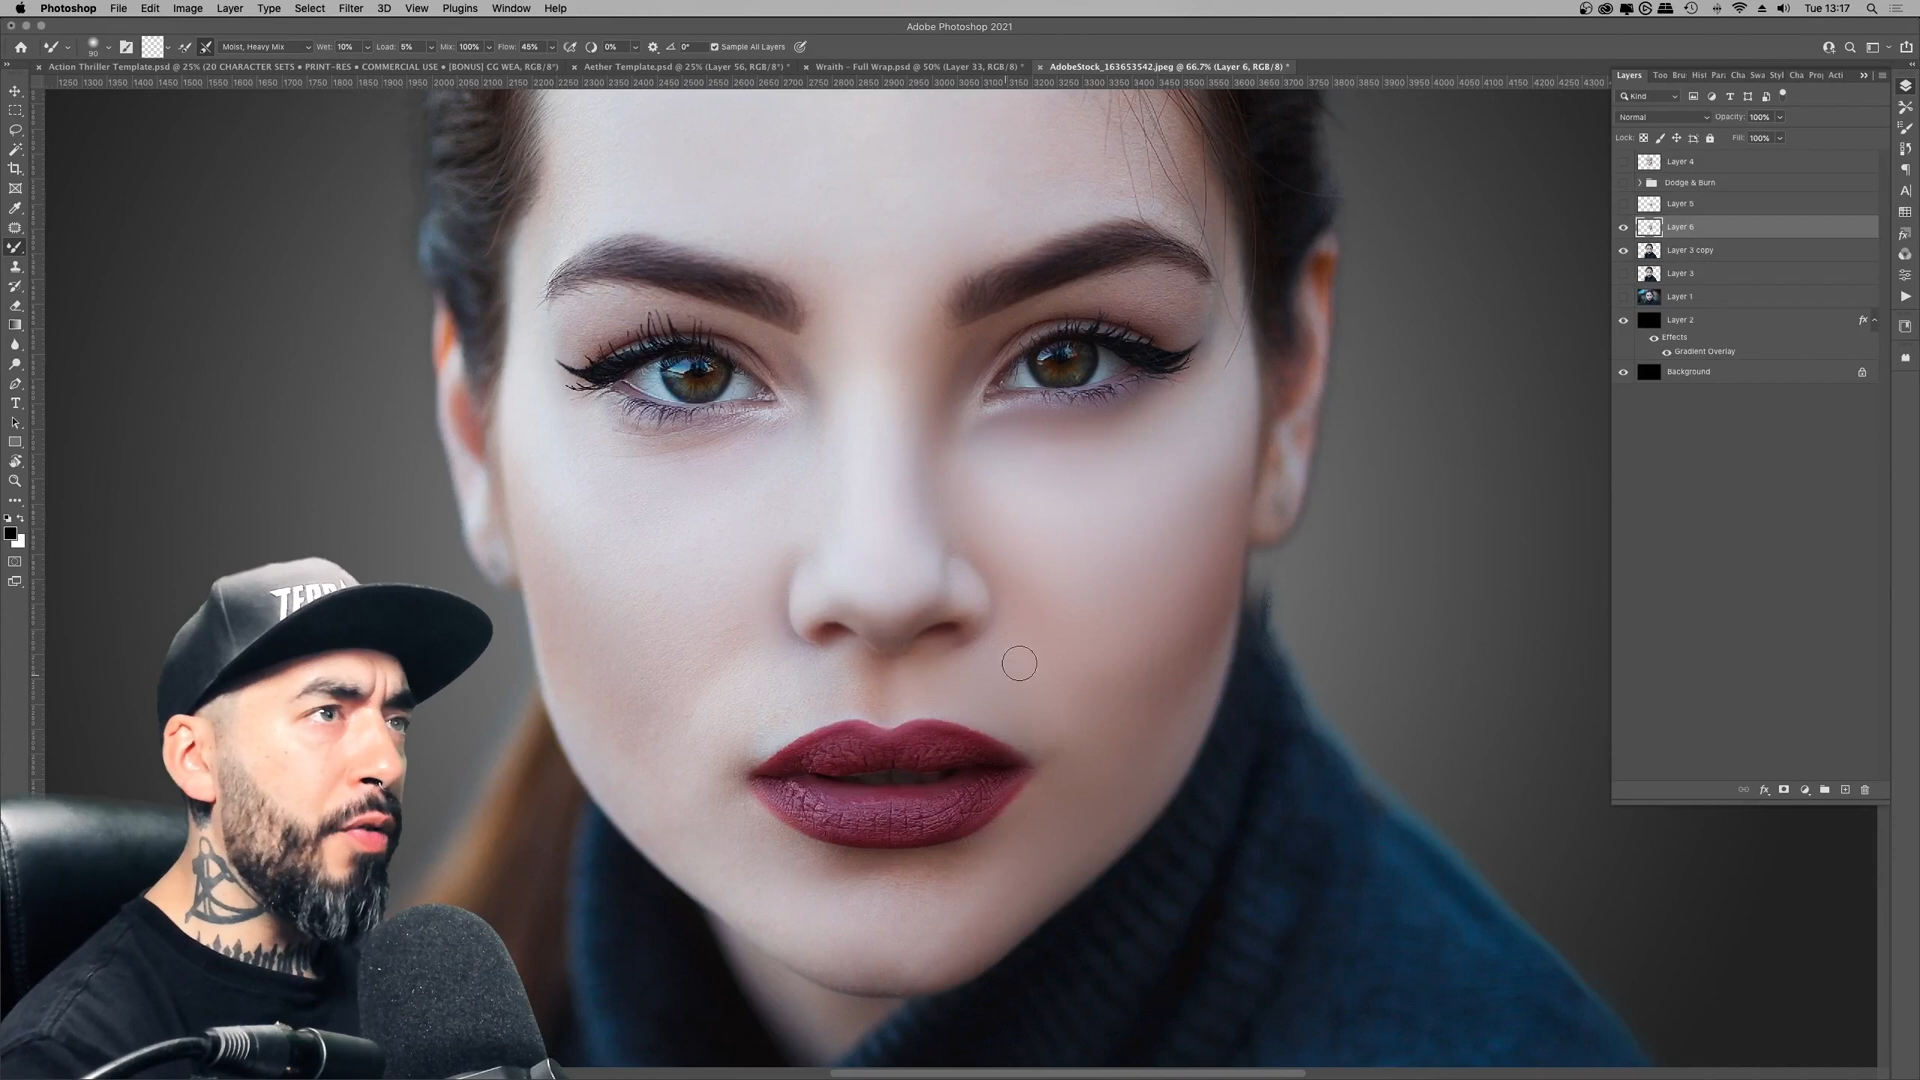 Photoshop File Edit Image Layer Type Select Filter 3D View Plugins Window Help Tue 13:17
Adobe Photoshop 2021
90 Moist, Heavy Mix Wet: 10% Load: 5% Mix: 100% Flow: 45% 0% 0° Sample All Layers
Action Thriller Template.psd @ 25% (20 CHARACTER SETS • PRINT-RES • COMMERCIAL USE • [BONUS] CG WEA, RGB/8*) Aether Template.psd @ 25% (Layer 56, RGB/8*) * Wraith - Full Wrap.psd @ 50% (Layer 33, RGB/8) * AdobeStock_163653542.jpeg @ 66.7% (Layer 6, RGB/8) *
1250 1300 1350 1400 1450 1500 1550 1600 1650 1700 1750 1800 1850 1900 1950 2000 2050 2100 2150 2200 2250 2300 2350 2400 2450 2500 2550 2600 2650 2700 2750 2800 2850 2900 2950 3000 3050 3100 3150 3200 3250 3300 3350 3400 3450 3500 3550 3600 3650 3700 3750 3800 3850 3900 3950 4000 4050 4100 4150 4200 4250 4300
Layers Too Bru Hist Par Cha Swa Styl Cha Pro Acti
Kind
Normal Opacity: 100%
Lock: Fill: 100%
Layer 4
Dodge & Burn
Layer 5
Layer 6
Layer 3 copy
Layer 3
Layer 1
Layer 2 fx
Effects
Gradient Overlay
Background
fx